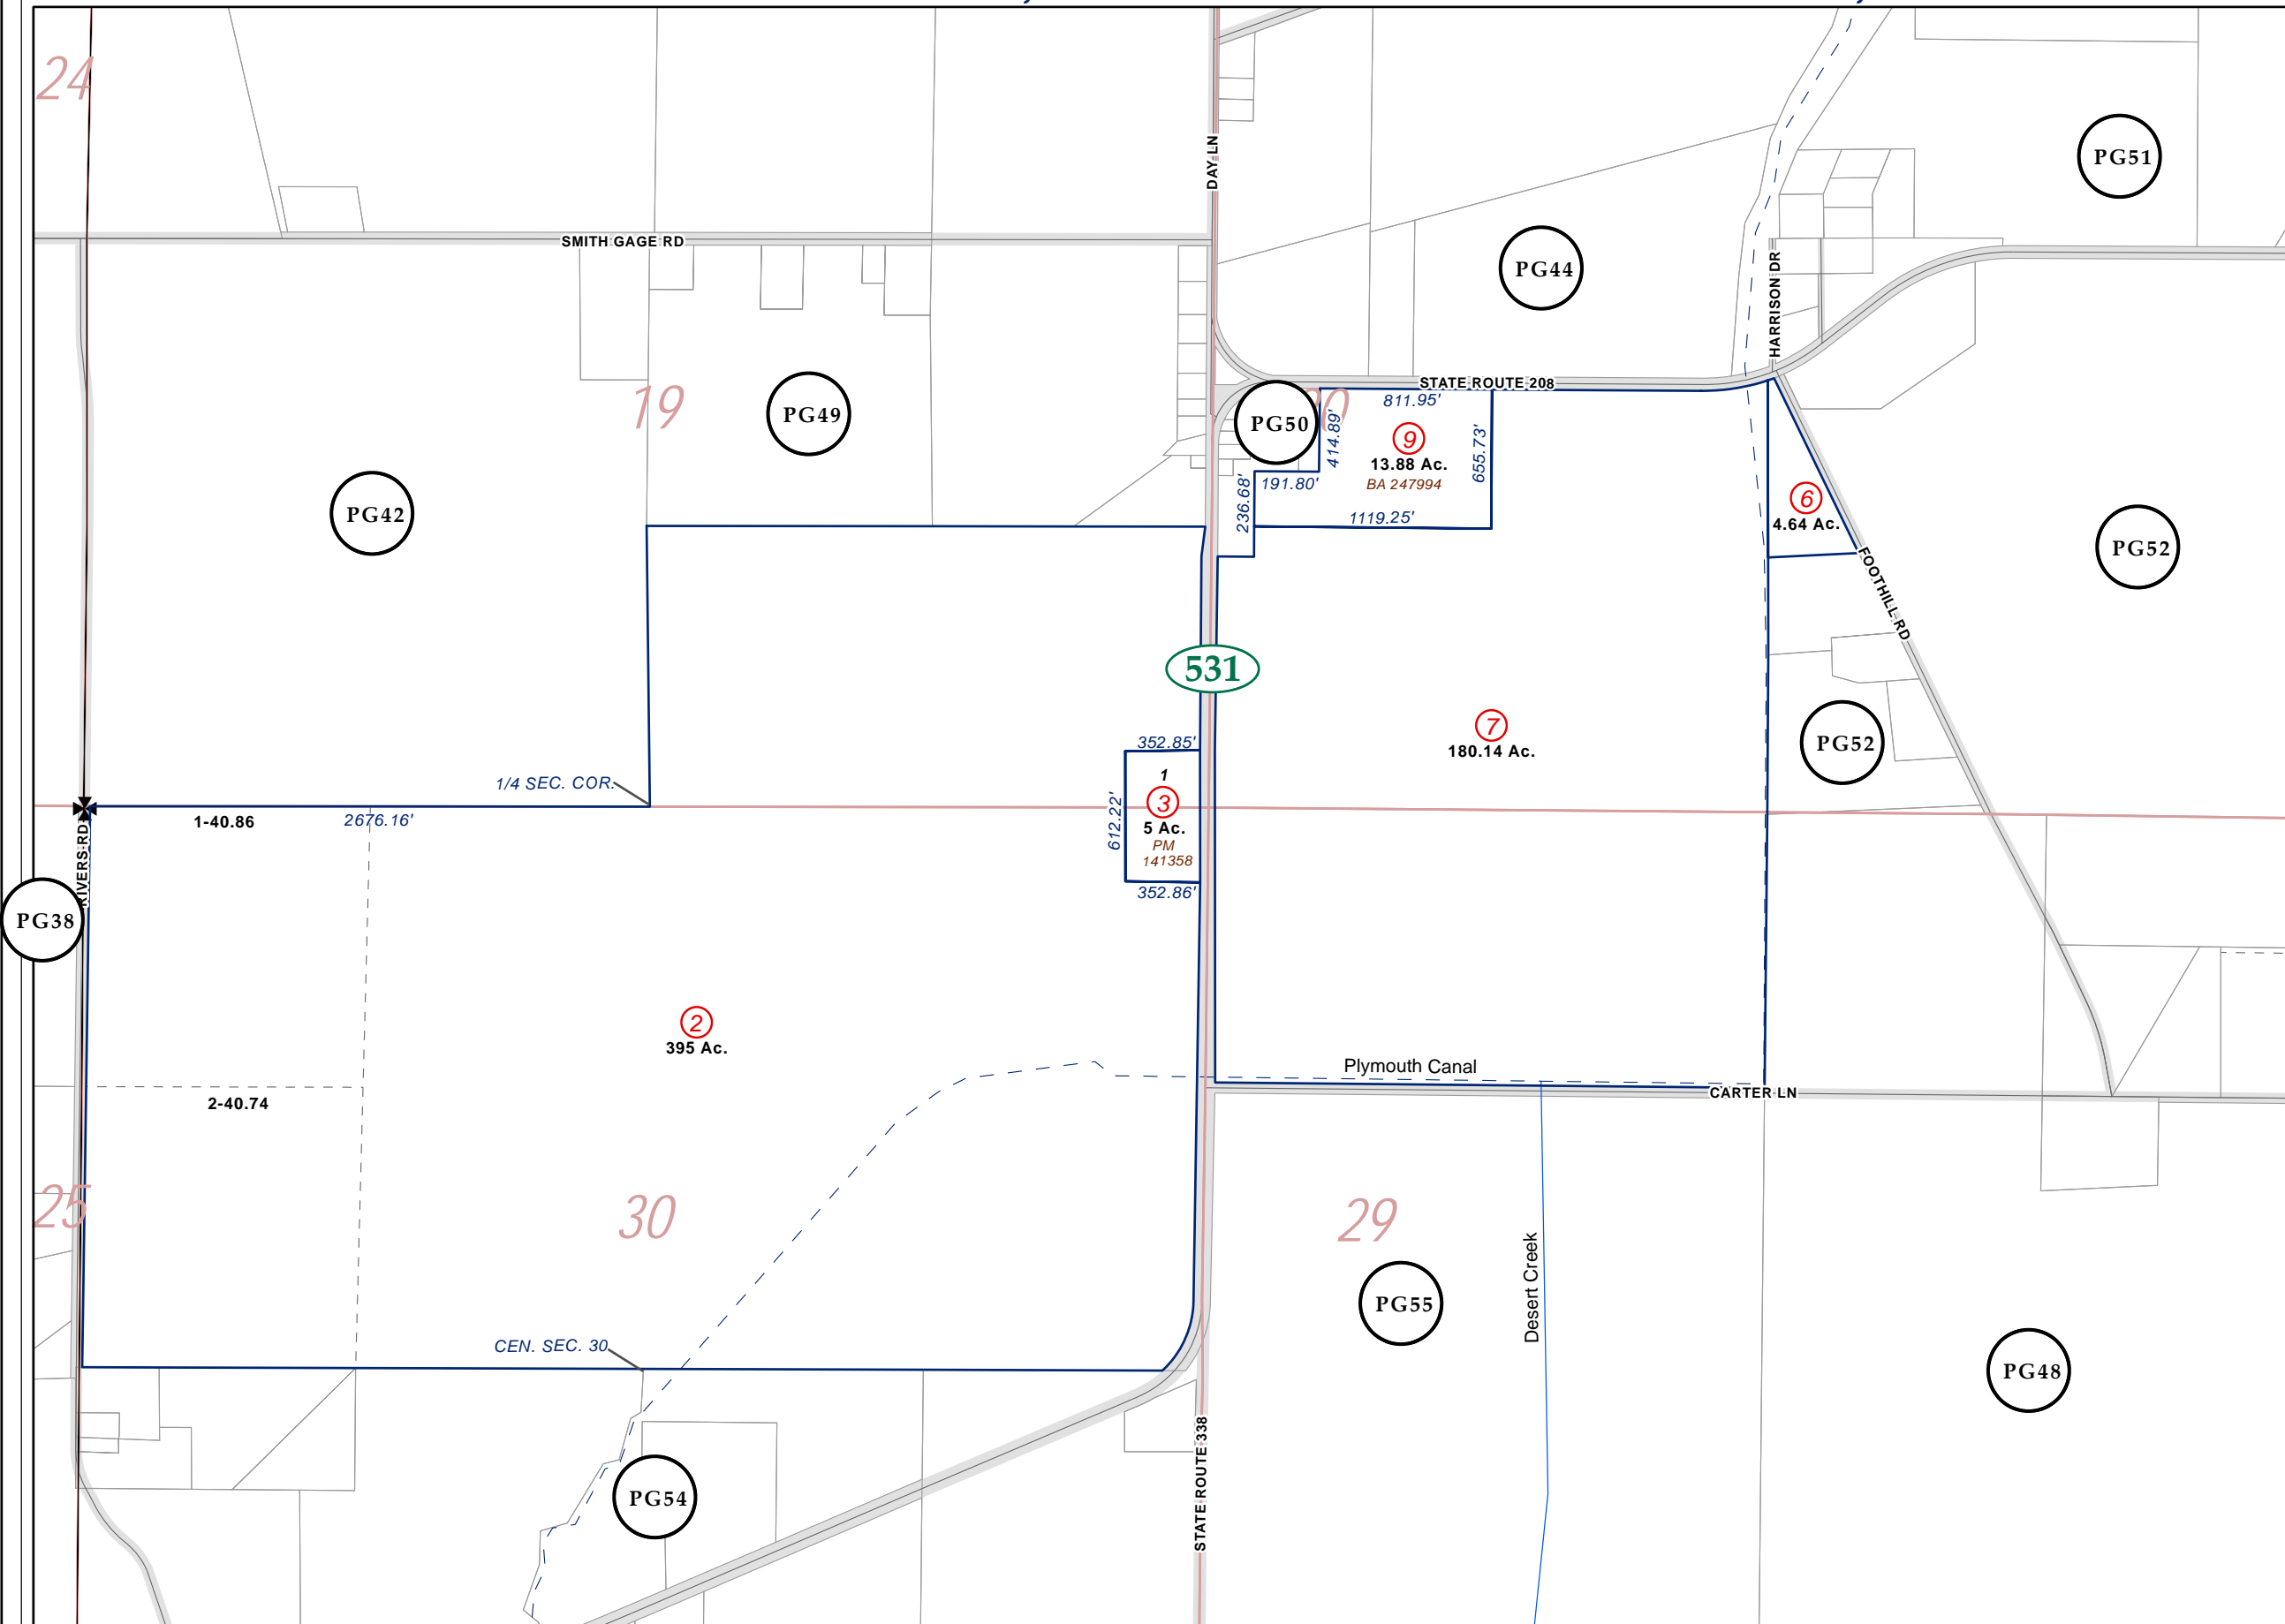 24
PG51
DAY LN
SMITH GAGE RD
PG44
HARRISON DR
STATE ROUTE 208
19
PG49
PG50
811.95'
414.89'
9
13.88 Ac.
BA 247994
655.73'
191.80'
236.68'
1119.25'
6
4.64 Ac.
PG42
PG52
FOOTHILL RD
531
7
180.14 Ac.
PG52
352.85'
1
3
5 Ac.
PM
141358
612.22'
352.86'
1/4 SEC. COR.
1-40.86
2676.16'
RIVERS RD
PG38
2
395 Ac.
Plymouth Canal
CARTER LN
2-40.74
25
30
29
Desert Creek
PG55
CEN. SEC. 30
PG48
PG54
STATE ROUTE 338